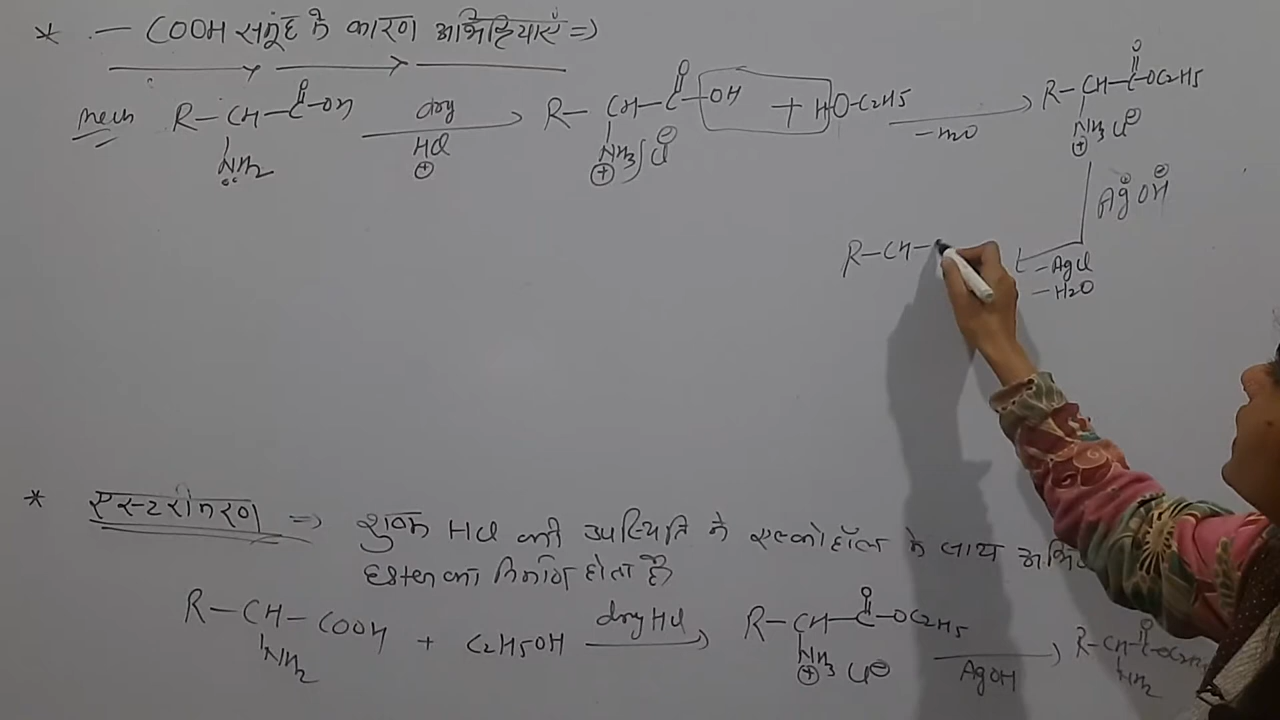 * — COOH समूह के कारण अभिक्रियाएं =>
Mech R—CH—C—OH dry HCl ⊕ R—CH—C—OH + HO—C2H5 —H2O R—CH—C—OC2H5
O O O
NH2 NH3 Cl⊖ NH3 Cl⊖
⊕ ⊕
Ag⊕ OH⊖
R—CH— —AgCl
—H2O
* एस्टरीकरण => शुष्क HCl की उपस्थिति में एल्कोहॉल के साथ
Ester का निर्माण होता है
R—CH—COOH + C2H5OH dry HCl R—CH—C—OC2H5 AgOH R—CH—C—OC2H5
O O
NH2 NH3 Cl⊖ NH2
⊕